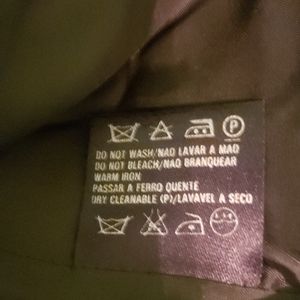 P
DO NOT WASH/NAO LAVAR A MAO
DO NOT BLEACH/NAO BRANQUEAR
WARM IRON
PASSAR A FERRO QUENTE
DRY CLEANABLE (P)/LAVAVEL A SECO